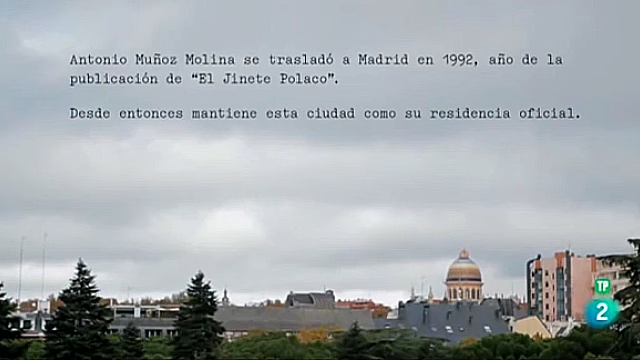 Antonio Muñoz Molina se trasladó a Madrid en 1992, año de la
publicación de “El Jinete Polaco”.
Desde entonces mantiene esta ciudad como su residencia oficial.
TP
2